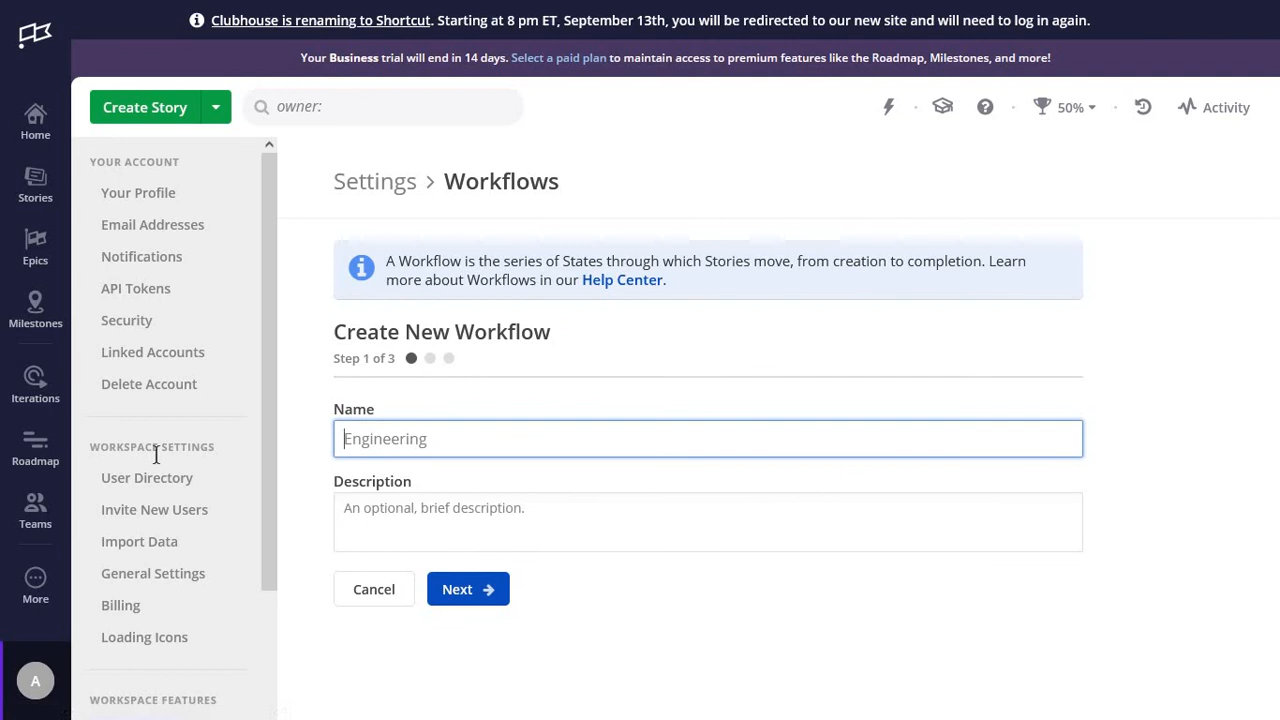 Clubhouse is renaming to Shortcut. Starting at 8 pm ET, September 13th, you will be redirected to our new site and will need to log in again.
Your Business trial will end in 14 days. Select a paid plan to maintain access to premium features like the Roadmap, Milestones, and more!
Create Story
owner:
50%
Activity
Home
Stories
Epics
Milestones
Iterations
Roadmap
Teams
More
A
YOUR ACCOUNT
Your Profile
Email Addresses
Notifications
API Tokens
Security
Linked Accounts
Delete Account
WORKSPACE SETTINGS
User Directory
Invite New Users
Import Data
General Settings
Billing
Loading Icons
WORKSPACE FEATURES
Settings > Workflows
A Workflow is the series of States through which Stories move, from creation to completion. Learn
more about Workflows in our Help Center.
Create New Workflow
Step 1 of 3
Name
Engineering
Description
An optional, brief description.
Cancel
Next